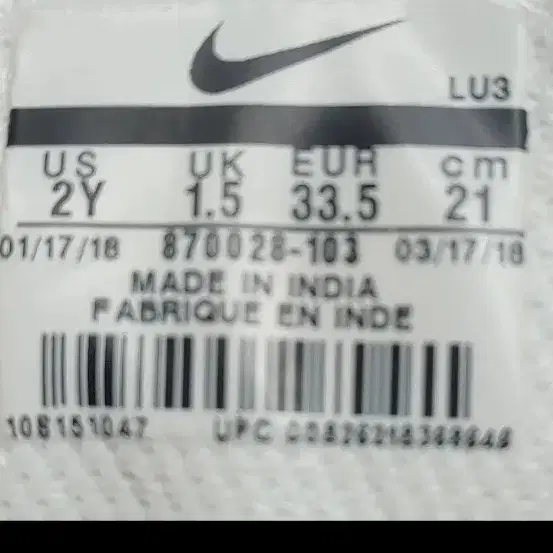 LU3
US UK EUR cm
2Y 1.5 33.5 21
01/17/18 870028-103 03/17/18
MADE IN INDIA
FABRIQUE EN INDE
UPC